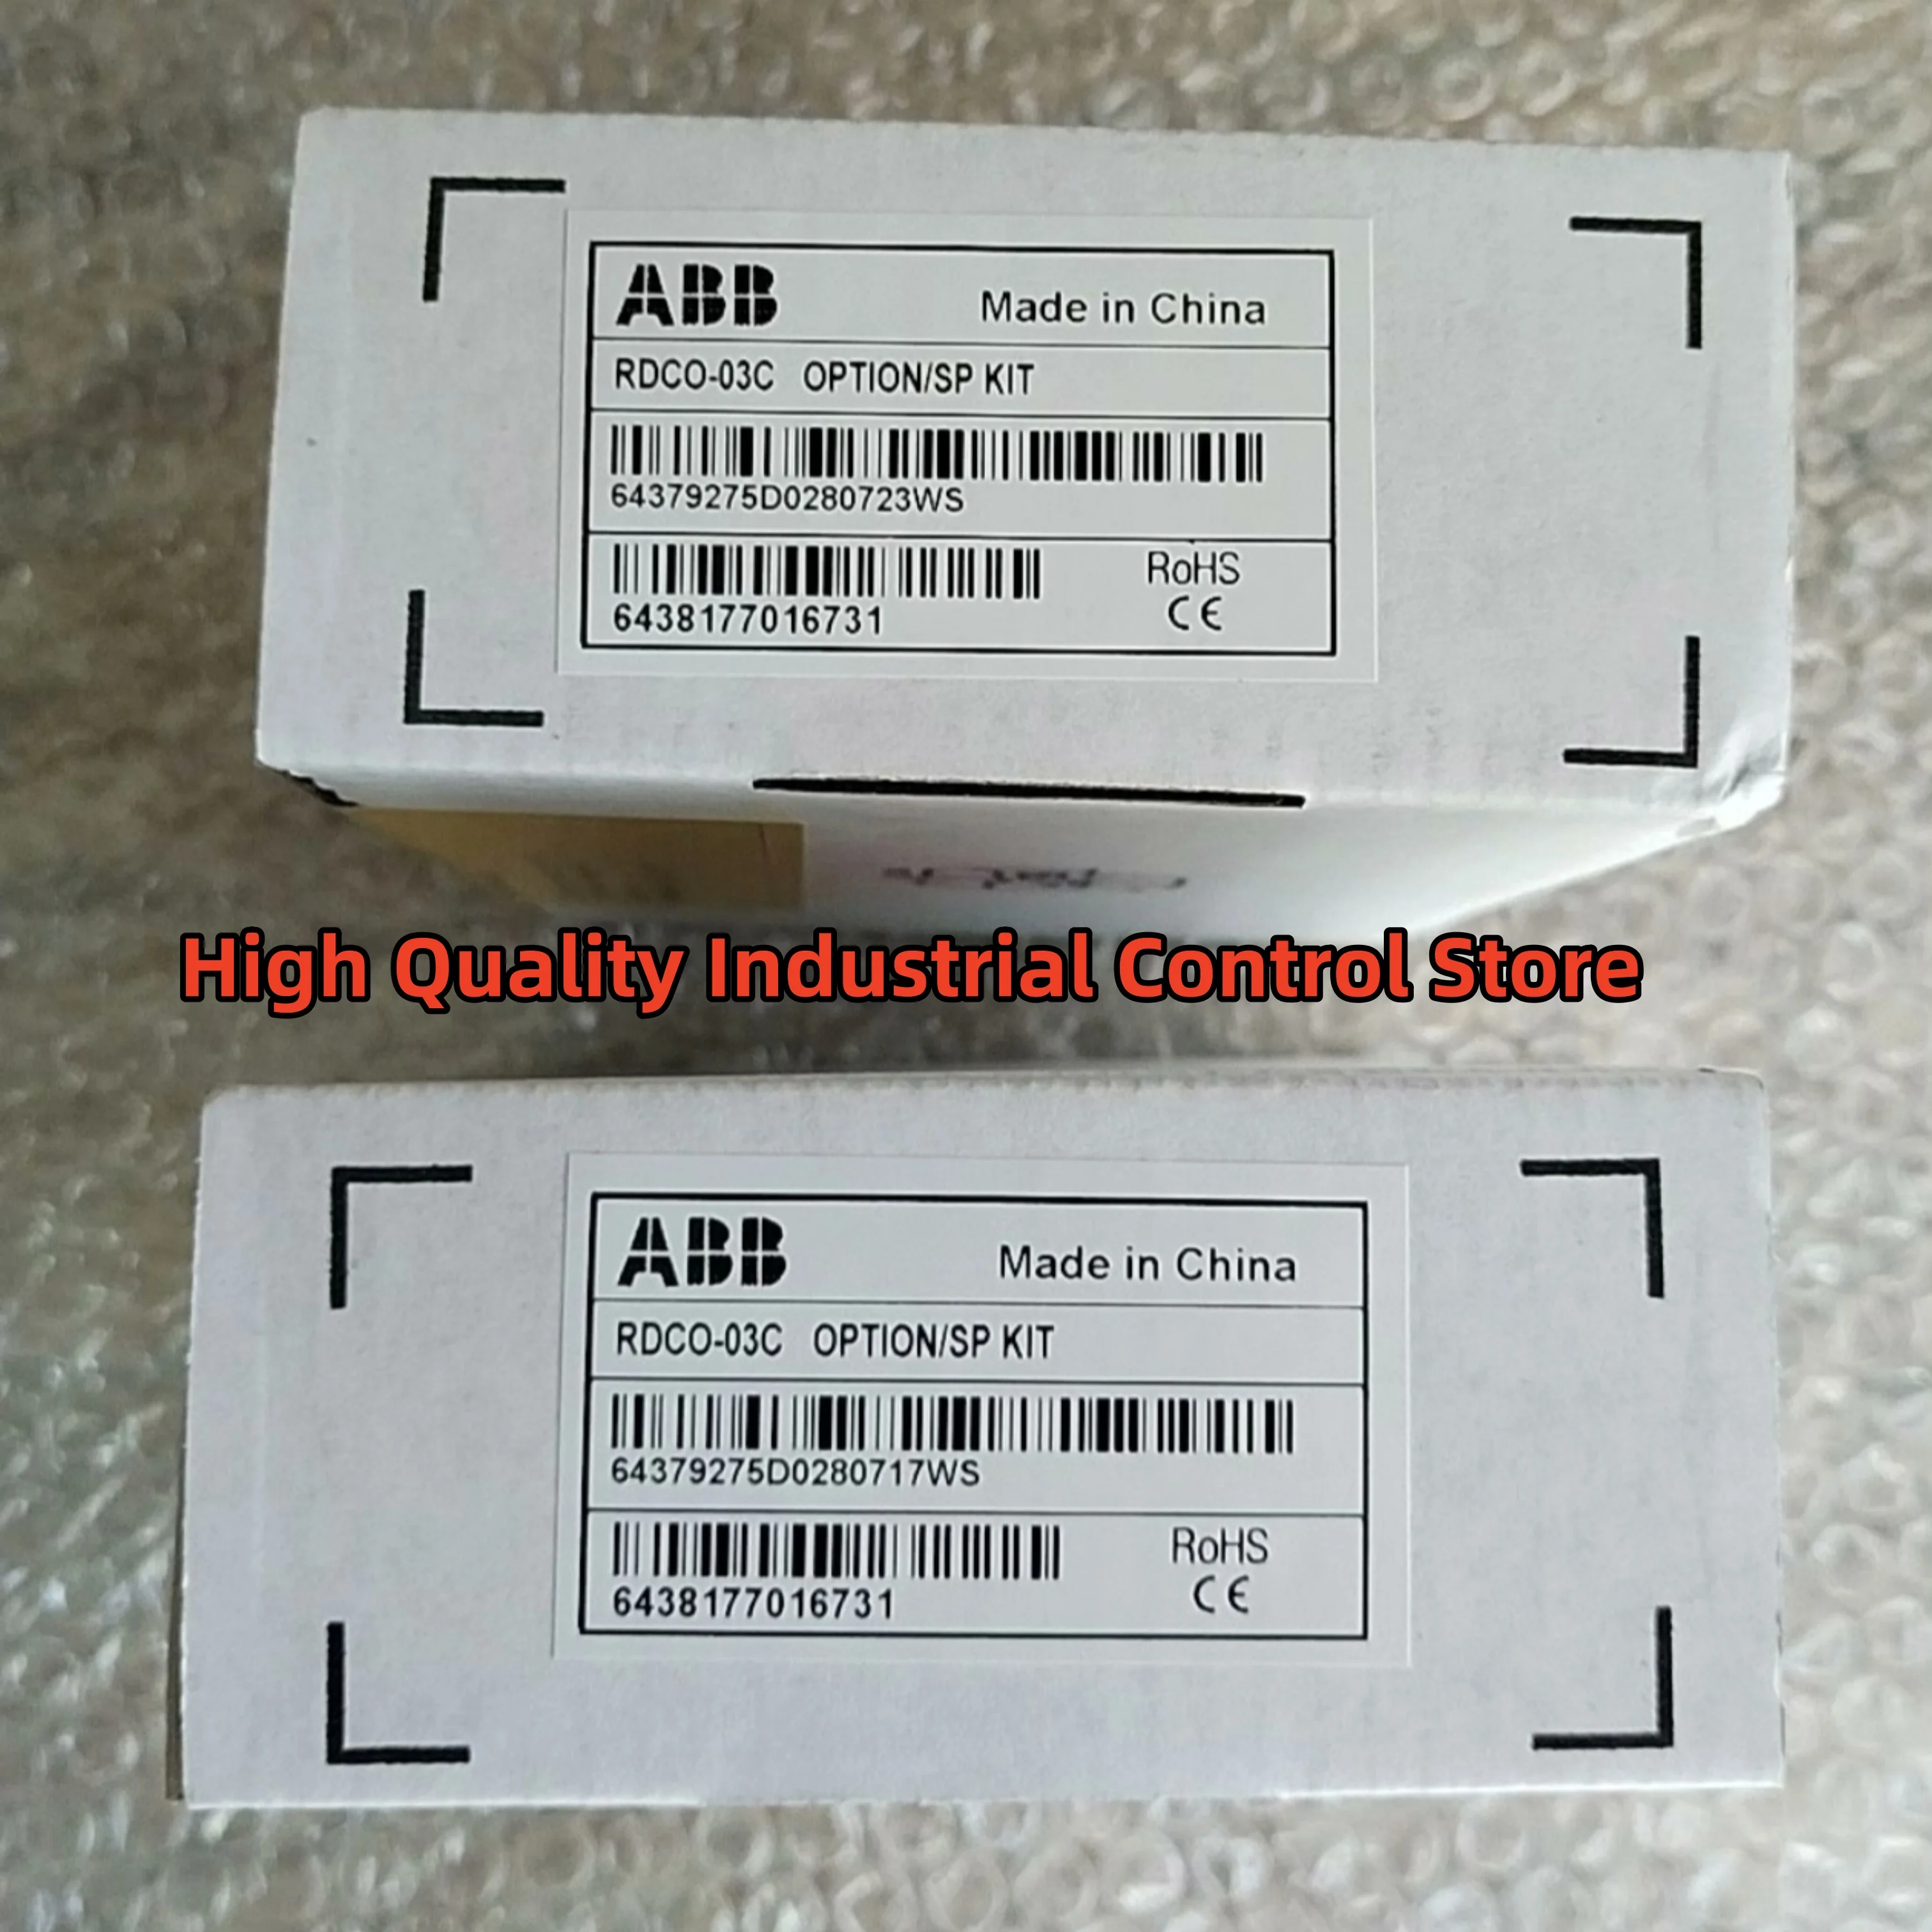 ABB Made in China
RDCO-03C OPTION/SP KIT
64379275D0280723WS
RoHS
6438177016731 CE
High Quality Industrial Control Store
ABB Made in China
RDCO-03C OPTION/SP KIT
64379275D0280717WS
RoHS
6438177016731 CE